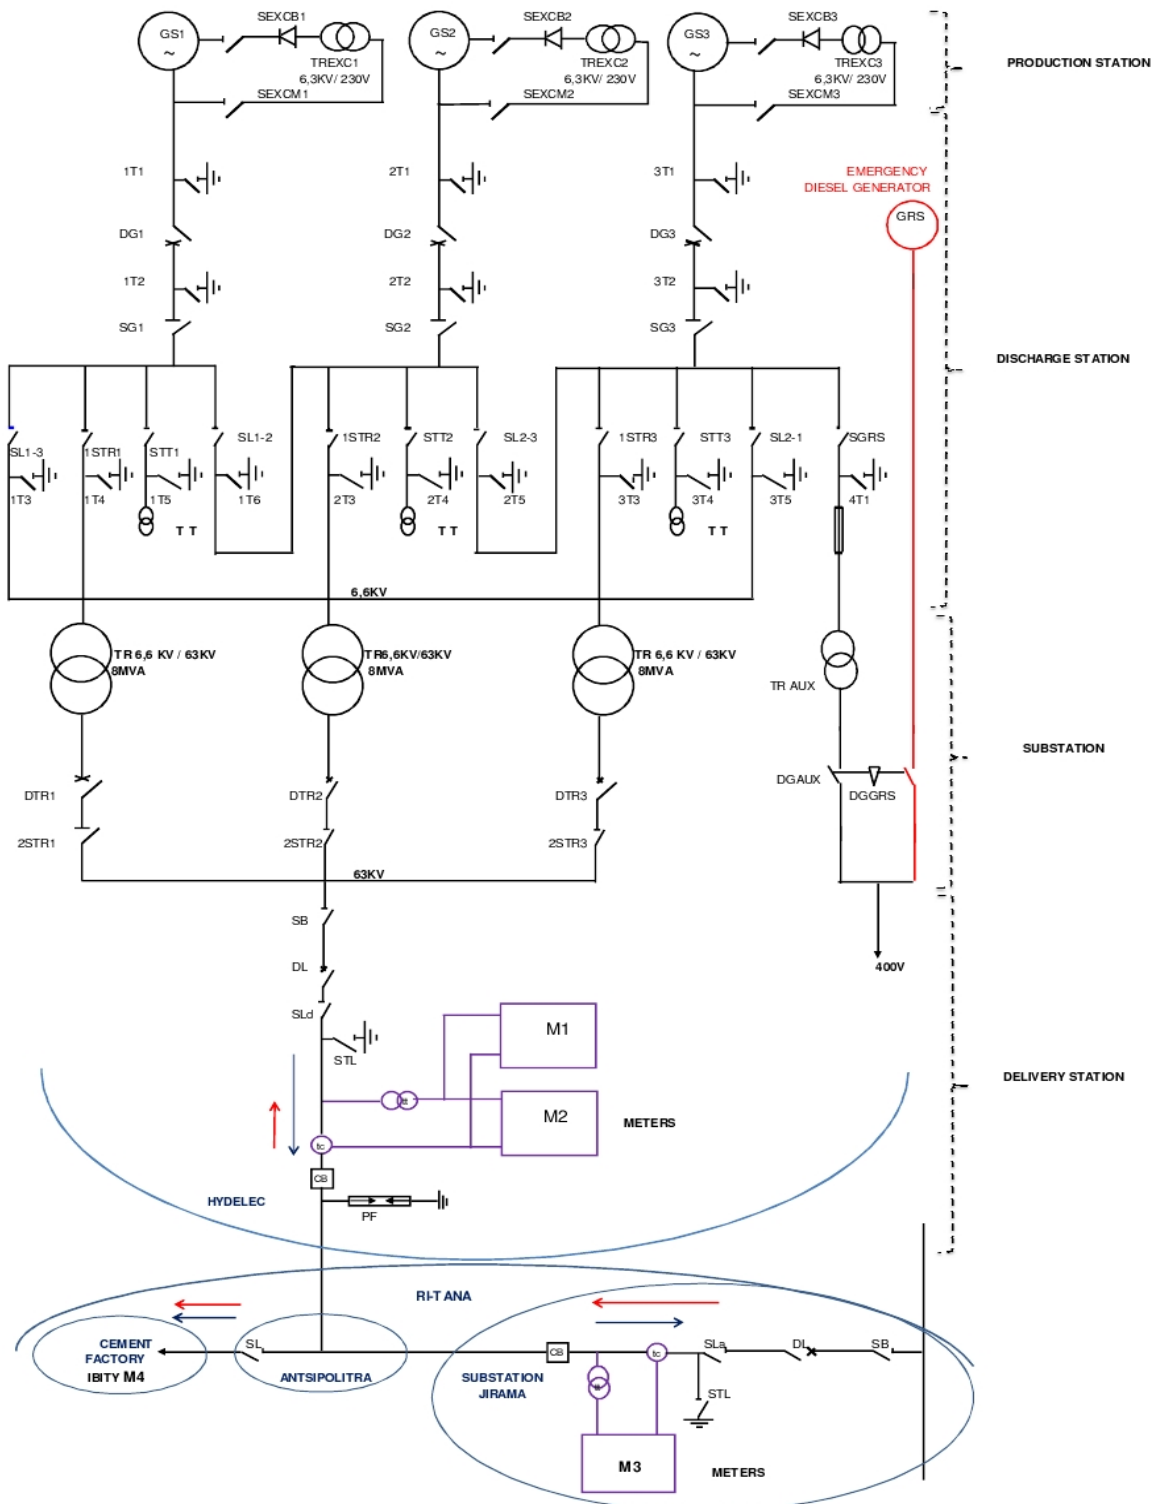 SEXCB1
SEXCB2
SEXCB3
GS1
~
GS2
~
GS3
~
TREXC1
6,3KV/ 230V
TREXC2
6,3KV/ 230V
TREXC3
6,3KV/ 230V
PRODUCTION STATION
SEXCM1
SEXCM2
SEXCM3
1T1
2T1
3T1
EMERGENCY
DIESEL GENERATOR
GRS
DG1
DG2
DG3
1T2
2T2
3T2
SG1
SG2
SG3
DISCHARGE STATION
SL1-3
1STR1
STT1
SL1-2
1STR2
STT2
SL2-3
1STR3
STT3
SL2-1
SGRS
1T3
1T4
1T5
1T6
2T3
2T4
2T5
3T3
3T4
3T5
4T1
T T
T T
T T
6,6KV
TR 6,6 KV / 63KV
8MVA
TR6,6KV/63KV
8MVA
TR 6,6 KV / 63KV
8MVA
TR AUX
SUBSTATION
DTR1
DTR2
DTR3
DGAUX
DGGRS
2STR1
2STR2
2STR3
63KV
SB
DL
400V
SLd
STL
M1
DELIVERY STATION
tt
M2
METERS
tc
CB
HYDELEC
PF
RI-TANA
CEMENT
FACTORY
IBITY M4
SL
ANTSIPOLITRA
SUBSTATION
JIRAMA
CB
tc
SLa
DL
SB
tt
STL
M3
METERS